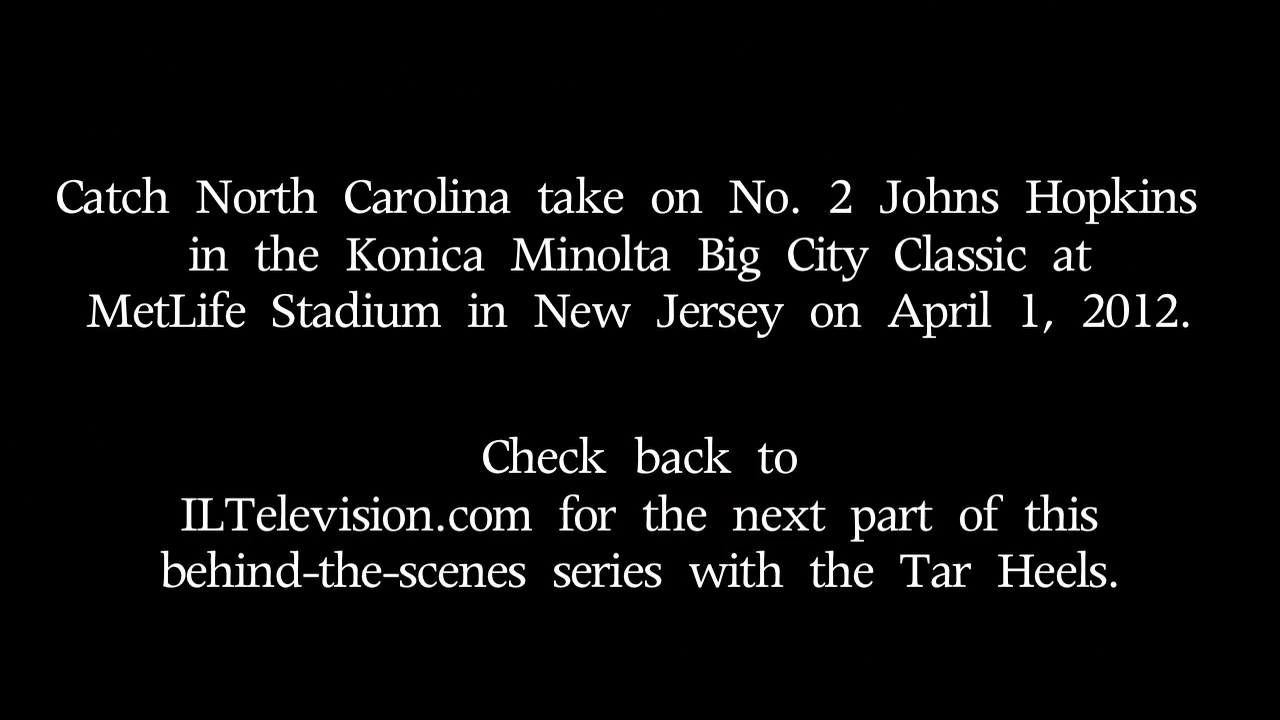 Catch North Carolina take on No. 2 Johns Hopkins
in the Konica Minolta Big City Classic at
MetLife Stadium in New Jersey on April 1, 2012.
Check back to
ILTelevision.com for the next part of this
behind-the-scenes series with the Tar Heels.